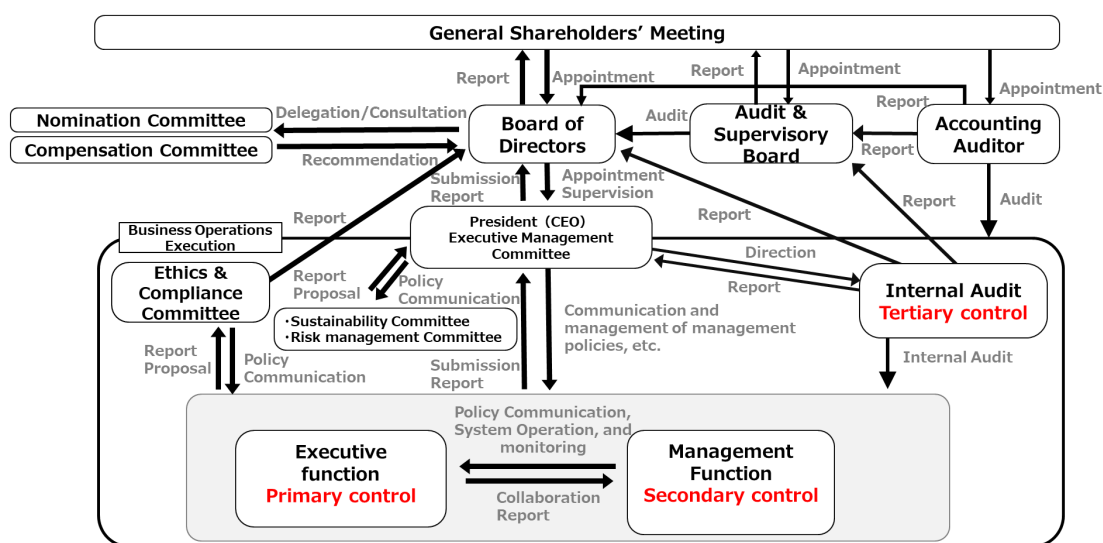 General Shareholders' Meeting
Report
Appointment
Report
Appointment
Appointment
Delegation/Consultation
Nomination Committee
Compensation Committee
Recommendation
Board of
Directors
Audit
Audit &
Supervisory
Board
Report
Report
Accounting
Auditor
Submission
Report
Appointment
Supervision
Report
Report
Report
Audit
Business Operations
Execution
President (CEO)
Executive Management
Committee
Ethics &
Compliance
Committee
Report
Proposal
Policy
Communication
Direction
Report
Internal Audit
Tertiary control
・Sustainability Committee
・Risk management Committee
Communication and
management of management
policies, etc.
Report
Proposal
Policy
Communication
Submission
Report
Internal Audit
Policy Communication,
System Operation, and
monitoring
Executive
function
Primary control
Management
Function
Secondary control
Collaboration
Report